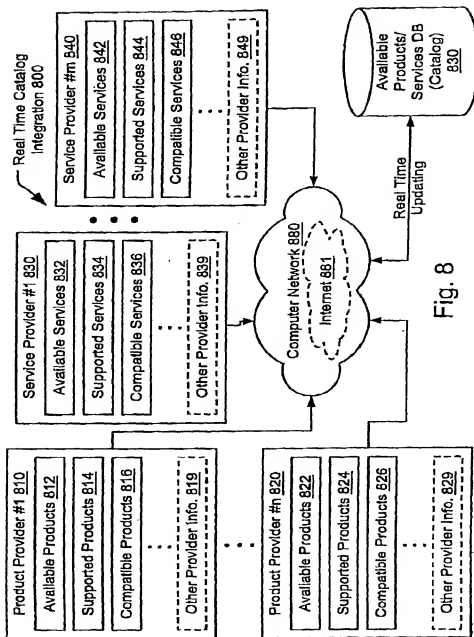 Real Time Catalog
Integration 800
Product Provider #1 810
Available Products 812
Supported Products 814
Compatible Products 816
Other Provider Info. 819
Service Provider #1 830
Available Services 832
Supported Services 834
Compatible Services 836
Other Provider Info. 839
Service Provider #m 840
Available Services 842
Supported Services 844
Compatible Services 846
Other Provider Info. 849
Product Provider #n 820
Available Products 822
Supported Products 824
Compatible Products 826
Other Provider Info. 829
Computer Network 880
Internet 881
Real Time
Updating
Available
Products/
Services DB
(Catalog)
830
Fig. 8